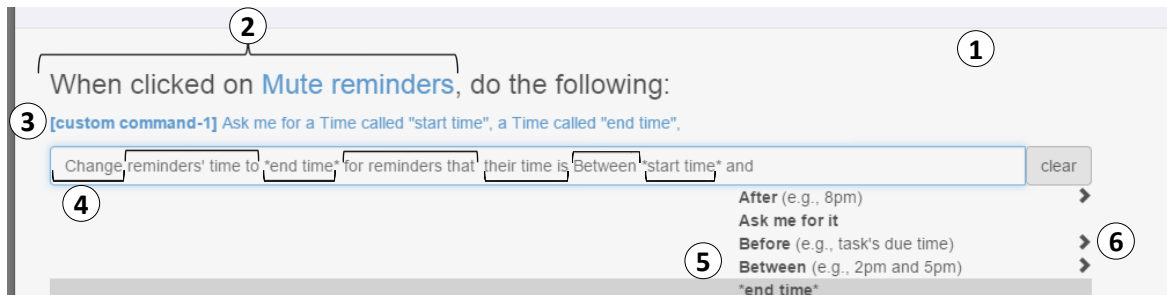 2
1
When clicked on Mute reminders, do the following:
3
[custom command-1] Ask me for a Time called "start time", a Time called "end time",
Change reminders' time to *end time* for reminders that their time is Between *start time* and
clear
4
After (e.g., 8pm)
Ask me for it
Before (e.g., task's due time)
6
5
Between (e.g., 2pm and 5pm)
*end time*